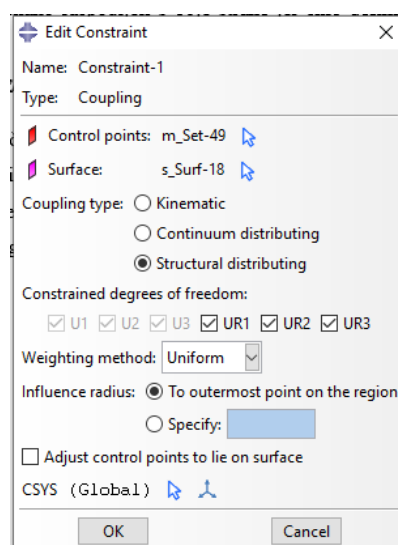 Edit Constraint
Name: Constraint-1
Type: Coupling
Control points: m_Set-49
Surface: s_Surf-18
Coupling type: Kinematic
Continuum distributing
Structural distributing
Constrained degrees of freedom:
U1 U2 U3 UR1 UR2 UR3
Weighting method: Uniform
Influence radius: To outermost point on the region
Specify:
Adjust control points to lie on surface
CSYS (Global)
OK Cancel